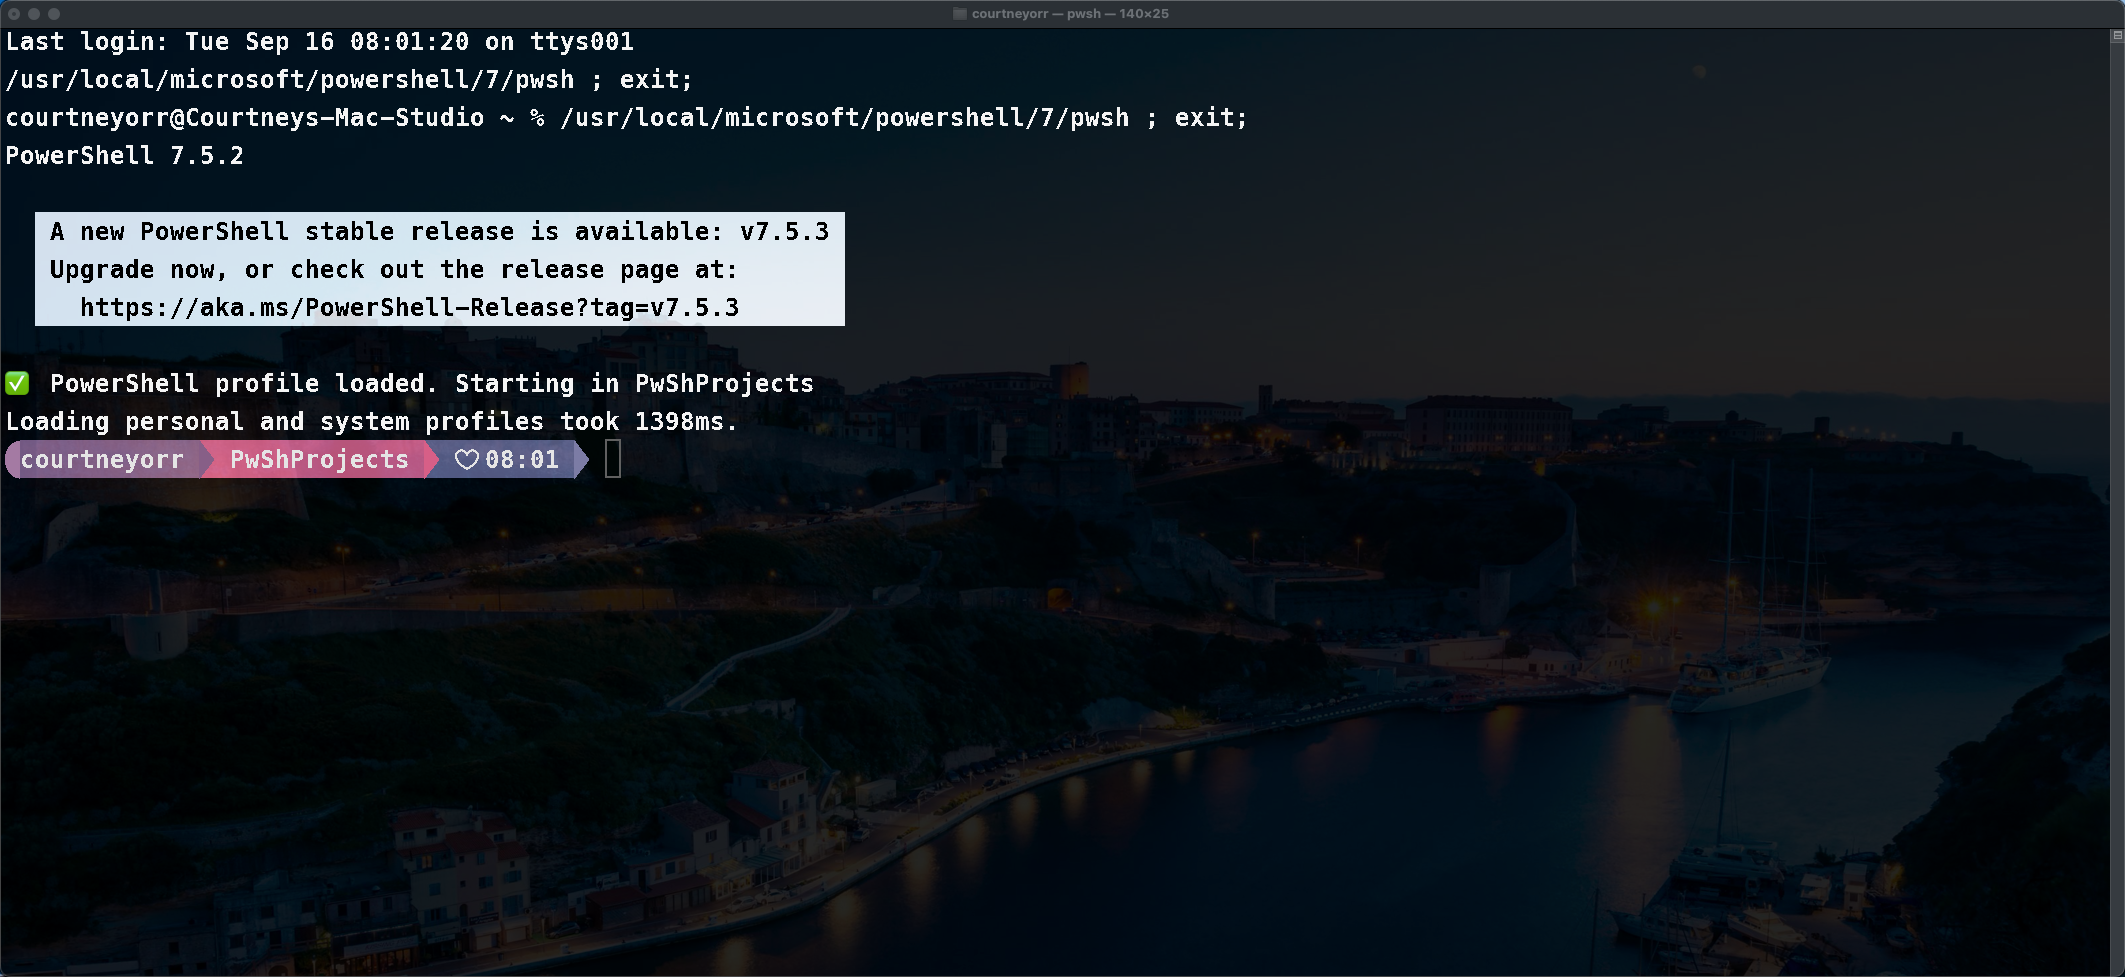 courtneyorr — pwsh — 140×25
Last login: Tue Sep 16 08:01:20 on ttys001
/usr/local/microsoft/powershell/7/pwsh ; exit;
courtneyorr@Courtneys-Mac-Studio ~ % /usr/local/microsoft/powershell/7/pwsh ; exit;
PowerShell 7.5.2
A new PowerShell stable release is available: v7.5.3
Upgrade now, or check out the release page at:
https://aka.ms/PowerShell-Release?tag=v7.5.3
✅ PowerShell profile loaded. Starting in PwShProjects
Loading personal and system profiles took 1398ms.
courtneyorr PwShProjects ♡ 08:01